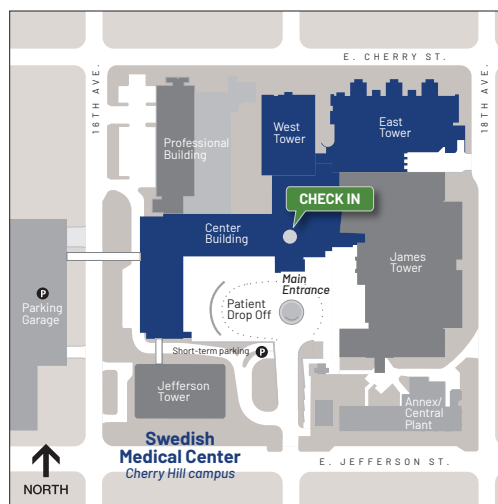 E. CHERRY ST.
16TH AVE.
18TH AVE.
Professional
Building
West
Tower
East
Tower
CHECK IN
Center
Building
James
Tower
Main
Entrance
Patient
Drop Off
P
Parking
Garage
Short-term parking P
Jefferson
Tower
Annex/
Central
Plant
Swedish
Medical Center
Cherry Hill campus
E. JEFFERSON ST.
NORTH